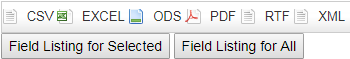 CSV EXCEL ODS PDF RTF XML
Field Listing for Selected Field Listing for All